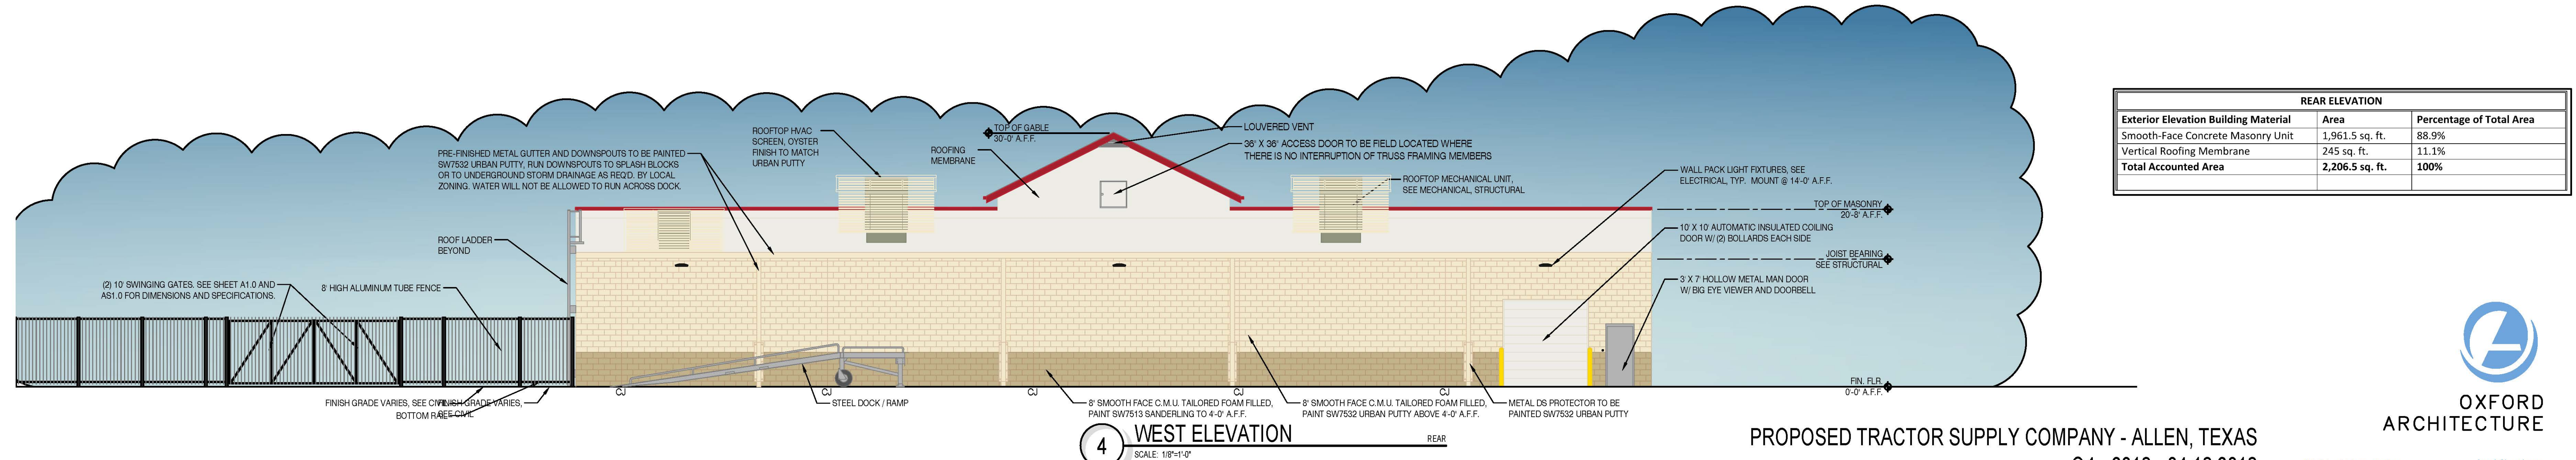 ROOFTOP HVAC
SCREEN, OYSTER
FINISH TO MATCH
URBAN PUTTY
TOP OF GABLE
30'-0" A.F.F.
ROOFING
MEMBRANE
LOUVERED VENT
36" X 36" ACCESS DOOR TO BE FIELD LOCATED WHERE
THERE IS NO INTERRUPTION OF TRUSS FRAMING MEMBERS
PRE-FINISHED METAL GUTTER AND DOWNSPOUTS TO BE PAINTED
SW7532 URBAN PUTTY, RUN DOWNSPOUTS TO SPLASH BLOCKS
OR TO UNDERGROUND STORM DRAINAGE AS REQ'D. BY LOCAL
ZONING. WATER WILL NOT BE ALLOWED TO RUN ACROSS DOCK.
ROOFTOP MECHANICAL UNIT,
SEE MECHANICAL, STRUCTURAL
WALL PACK LIGHT FIXTURES, SEE
ELECTRICAL, TYP. MOUNT @ 14'-0" A.F.F.
TOP OF MASONRY
20'-8" A.F.F.
10' X 10' AUTOMATIC INSULATED COILING
DOOR W/ (2) BOLLARDS EACH SIDE
JOIST BEARING
SEE STRUCTURAL
3' X 7' HOLLOW METAL MAN DOOR
W/ BIG EYE VIEWER AND DOORBELL
ROOF LADDER
BEYOND
(2) 10' SWINGING GATES. SEE SHEET A1.0 AND
AS1.0 FOR DIMENSIONS AND SPECIFICATIONS.
8' HIGH ALUMINUM TUBE FENCE
FIN. FLR.
0'-0" A.F.F.
CJ
CJ
CJ
CJ
CJ
FINISH GRADE VARIES, SEE CIVIL
FINISH GRADE VARIES,
SEE CIVIL
BOTTOM RAIL
STEEL DOCK / RAMP
8" SMOOTH FACE C.M.U. TAILORED FOAM FILLED,
PAINT SW7513 SANDERLING TO 4'-0" A.F.F.
8" SMOOTH FACE C.M.U. TAILORED FOAM FILLED,
PAINT SW7532 URBAN PUTTY ABOVE 4'-0" A.F.F.
METAL DS PROTECTOR TO BE
PAINTED SW7532 URBAN PUTTY
4
WEST ELEVATION
REAR
SCALE: 1/8"=1'-0"
REAR ELEVATION
Exterior Elevation Building Material Area Percentage of Total Area
Smooth-Face Concrete Masonry Unit 1,961.5 sq. ft. 88.9%
Vertical Roofing Membrane 245 sq. ft. 11.1%
Total Accounted Area 2,206.5 sq. ft. 100%
OXFORD
ARCHITECTURE
PROPOSED TRACTOR SUPPLY COMPANY - ALLEN, TEXAS